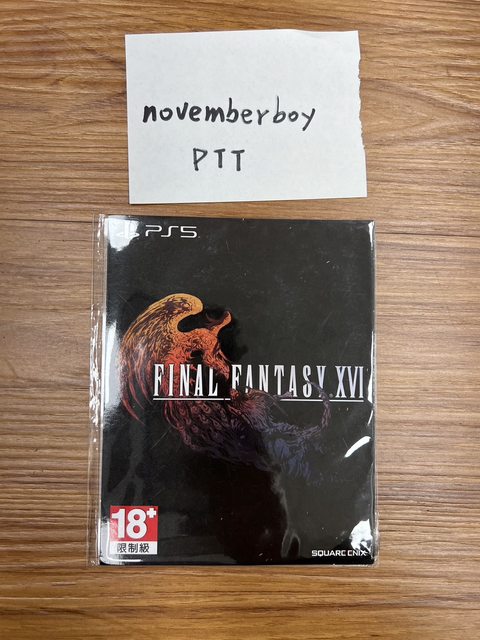 novemberboy
PTT
PS5
FINAL FANTASY XVI
18+
限制級
SQUARE ENIX